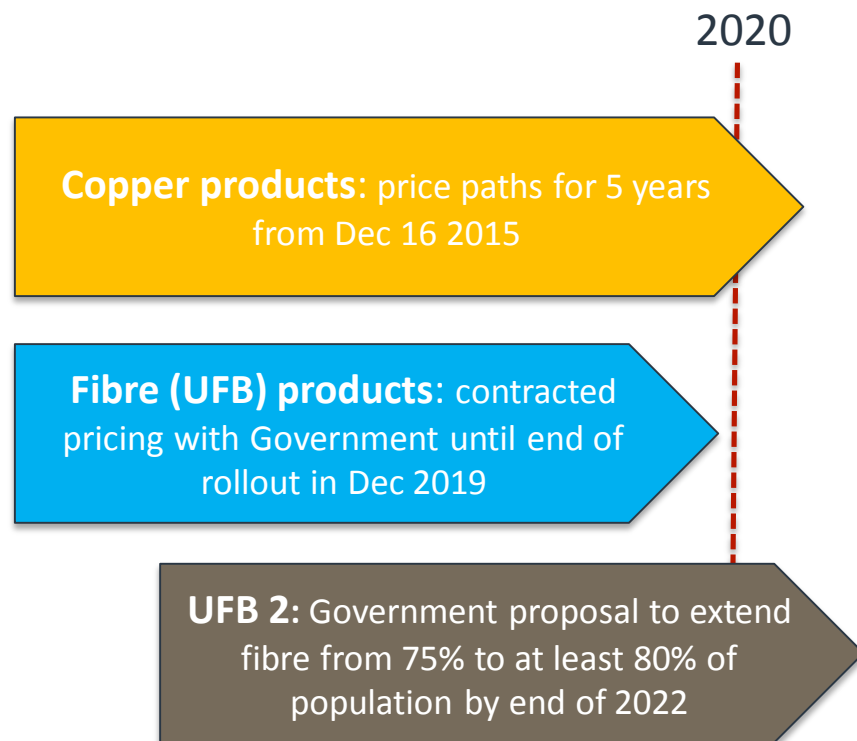 2020
Copper products: price paths for 5 years
from Dec 16 2015
Fibre (UFB) products: contracted
pricing with Government until end of
rollout in Dec 2019
UFB 2: Government proposal to extend
fibre from 75% to at least 80% of
population by end of 2022